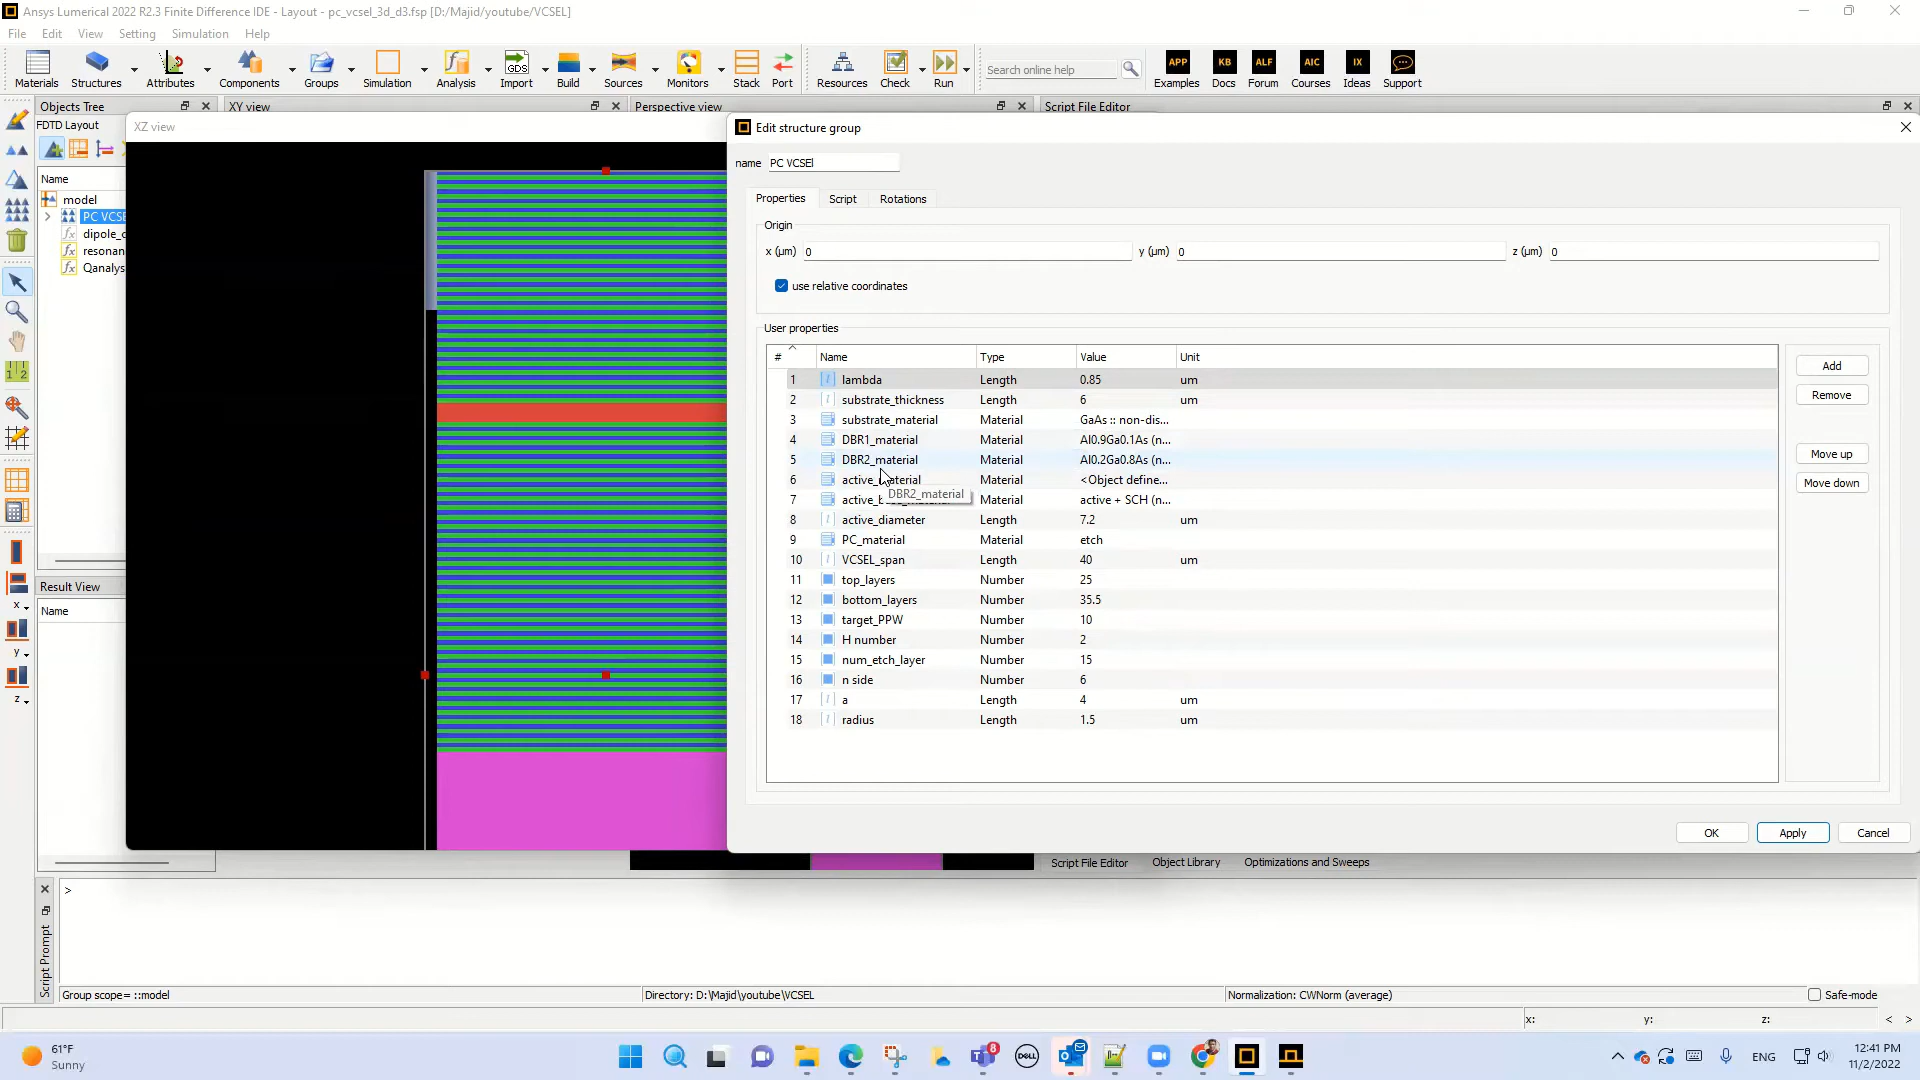 Ansys Lumerical 2022 R2.3 Finite Difference IDE - Layout - pc_vcsel_3d_d3.fsp [D:/Majid/youtube/VCSEL]
File Edit View Setting Simulation Help
Materials Structures Attributes Components Groups Simulation Analysis Import Build Sources Monitors Stack Port Resources Check Run Search online help Examples Docs Forum Courses Ideas Support
GDS
APP KB ALF AIC IX
Objects Tree XY view Perspective view Script File Editor
FDTD Layout XZ view Edit structure group
name PC VCSEl
Name
model
PC VCSE
dipole_c
resonan
Qanalys
Properties Script Rotations
Origin
x (µm) 0 y (µm) 0 z (µm) 0
use relative coordinates
User properties
# Name Type Value Unit
1 lambda Length 0.85 um
2 substrate_thickness Length 6 um
3 substrate_material Material GaAs :: non-dis...
4 DBR1_material Material Al0.9Ga0.1As (n...
5 DBR2_material Material Al0.2Ga0.8As (n...
6 active_material Material <Object define...
DBR2_material
7 Material active + SCH (n...
8 active_diameter Length 7.2 um
9 PC_material Material etch
10 VCSEL_span Length 40 um
11 top_layers Number 25
12 bottom_layers Number 35.5
13 target_PPW Number 10
14 H number Number 2
15 num_etch_layer Number 15
16 n side Number 6
17 a Length 4 um
18 radius Length 1.5 um
Add
Remove
Move up
Move down
OK Apply Cancel
Result View
Name
x
y
z
Script File Editor Object Library Optimizations and Sweeps
>
Script Prompt
Group scope= ::model Directory: D:\Majid\youtube\VCSEL Normalization: CWNorm (average) Safe-mode
x: y: z: < >
61°F
Sunny
8
DELL
ENG
12:41 PM
11/2/2022